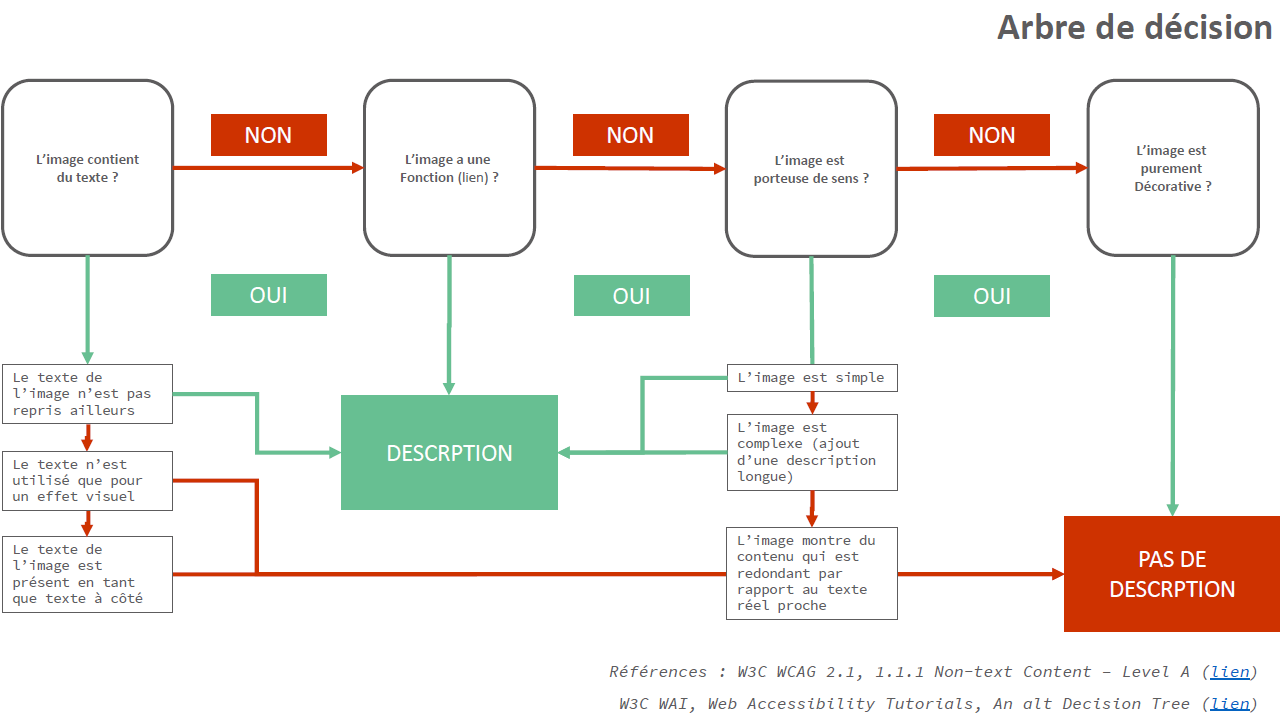 Arbre de décision
L’image contient
du texte ?
NON
L’image a une
Fonction (lien) ?
NON
L’image est
porteuse de sens ?
NON
L’image est
purement
Décorative ?
OUI
OUI
OUI
Le texte de
l’image n’est pas
repris ailleurs
Le texte n’est
utilisé que pour
un effet visuel
Le texte de
l’image est
présent en tant
que texte à côté
DESCRPTION
L’image est simple
L’image est
complexe (ajout
d’une description
longue)
L’image montre du
contenu qui est
redondant par
rapport au texte
réel proche
PAS DE
DESCRPTION
Références : W3C WCAG 2.1, 1.1.1 Non-text Content – Level A (lien)
W3C WAI, Web Accessibility Tutorials, An alt Decision Tree (lien)